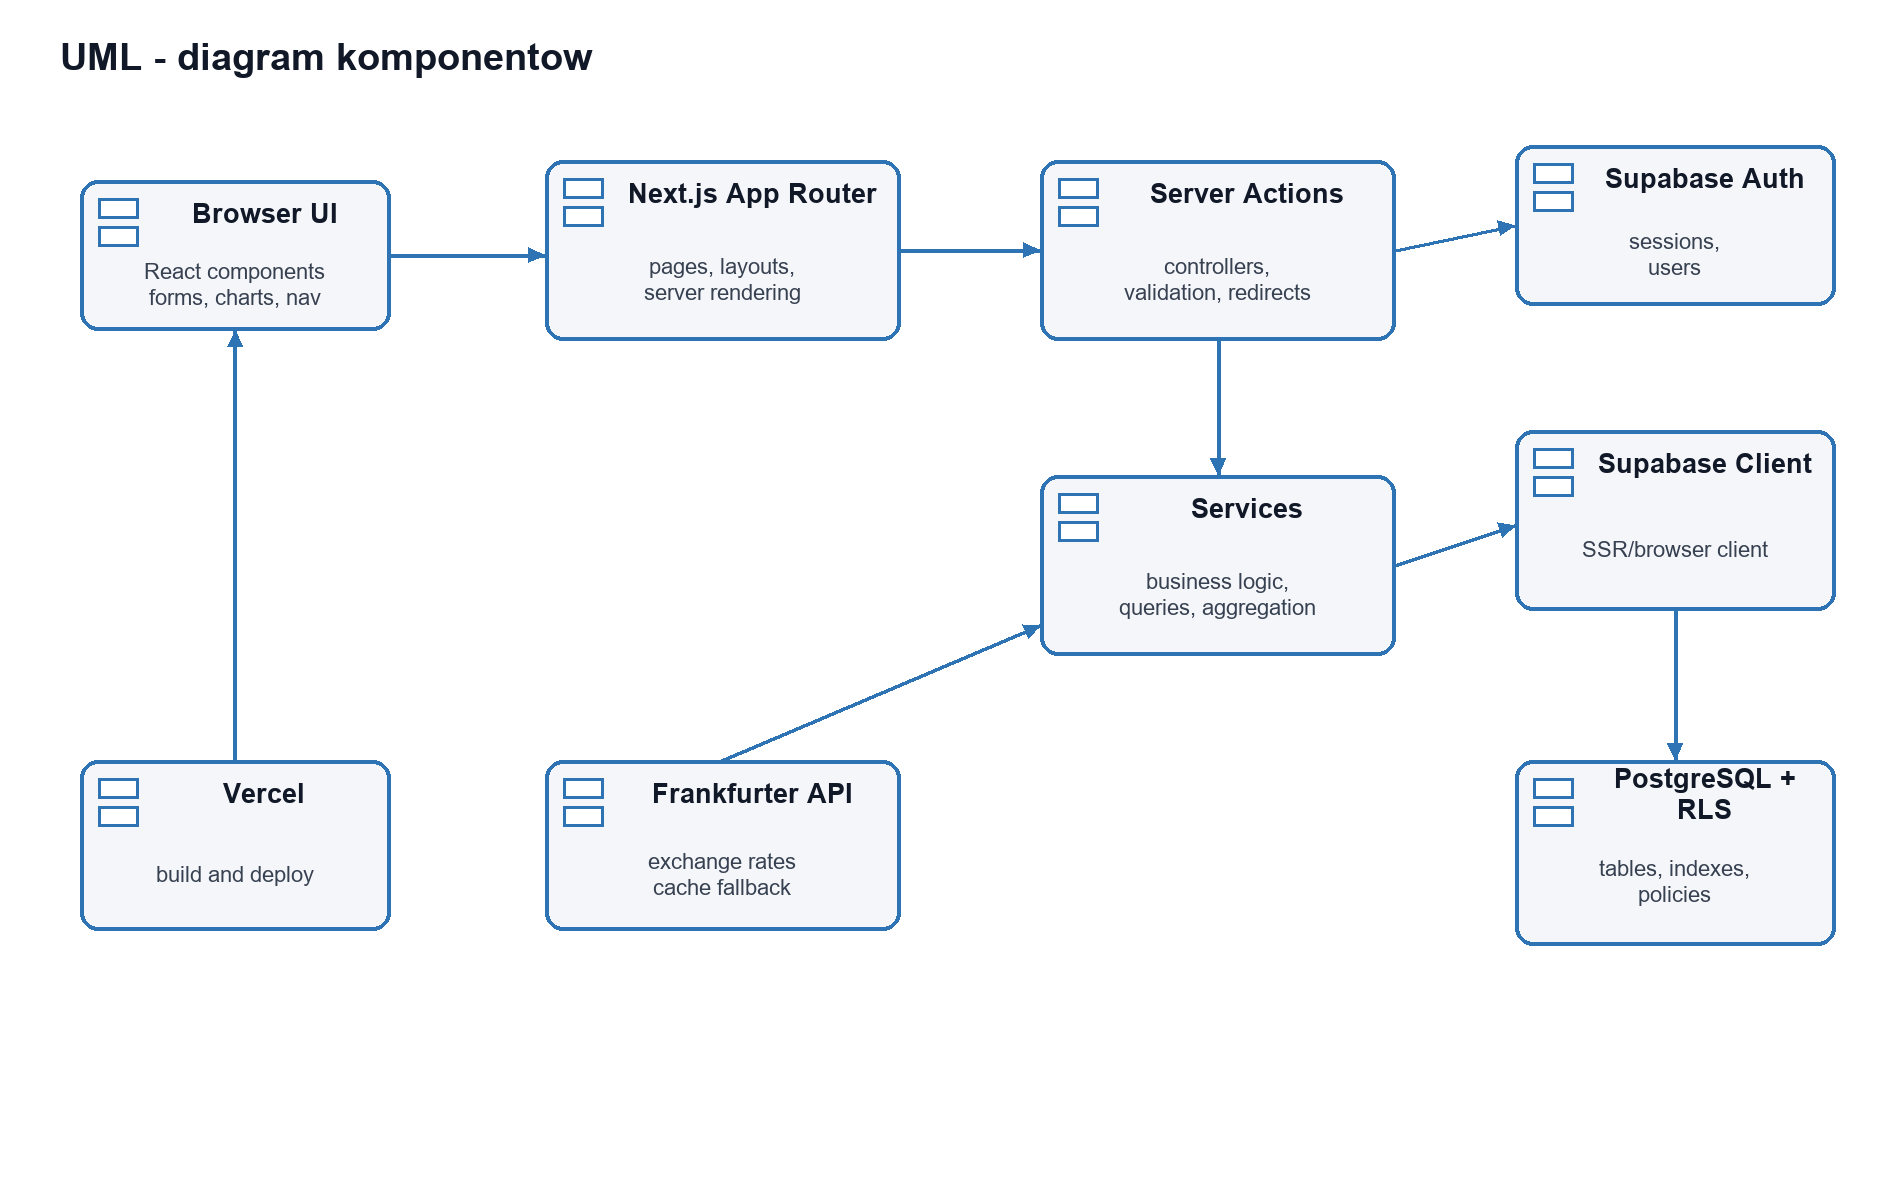 UML - diagram komponentow
Browser UI
React components
forms, charts, nav
Next.js App Router
pages, layouts,
server rendering
Server Actions
controllers,
validation, redirects
Supabase Auth
sessions,
users
Services
business logic,
queries, aggregation
Supabase Client
SSR/browser client
Vercel
build and deploy
Frankfurter API
exchange rates
cache fallback
PostgreSQL +
RLS
tables, indexes,
policies